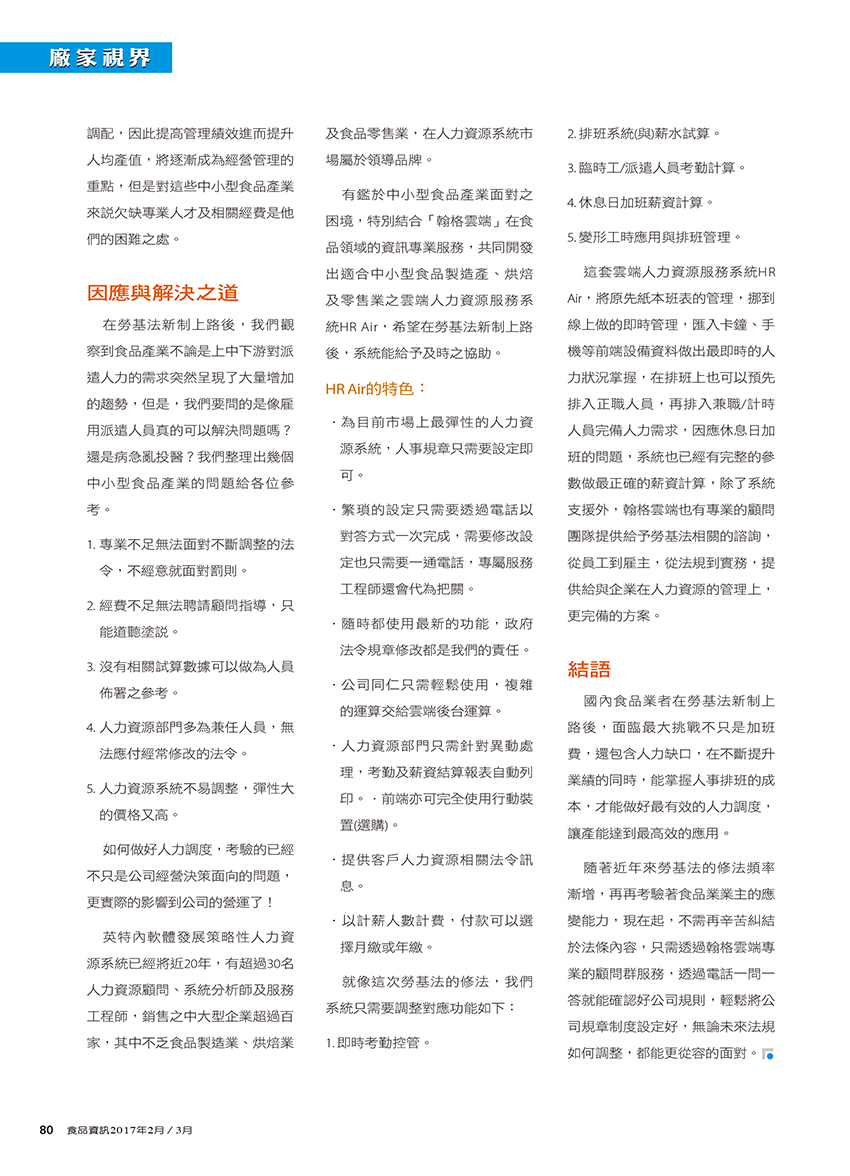 廠家視界
調配，因此提高管理績效進而提升
人均產值，將逐漸成為經營管理的
重點，但是對這些中小型食品產業
來説欠缺專業人才及相關經費是他
們的困難之處。
因應與解決之道
在勞基法新制上路後，我們觀
察到食品產業不論是上中下游對派
遣人力的需求突然呈現了大量增加
的趨勢，但是，我們要問的是像雇
用派遣人員真的可以解決問題嗎？
還是病急亂投醫？我們整理出幾個
中小型食品產業的問題給各位參
考。
1. 專業不足無法面對不斷調整的法
令，不經意就面對罰則。
2. 經費不足無法聘請顧問指導，只
能道聽塗説。
3. 沒有相關試算數據可以做為人員
佈署之參考。
4. 人力資源部門多為兼任人員，無
法應付經常修改的法令。
5. 人力資源系統不易調整，彈性大
的價格又高。
如何做好人力調度，考驗的已經
不只是公司經營決策面向的問題，
更實際的影響到公司的營運了！
英特內軟體發展策略性人力資
源系統已經將近20年，有超過30名
人力資源顧問、系統分析師及服務
工程師，銷售之中大型企業超過百
家，其中不乏食品製造業、烘焙業
及食品零售業，在人力資源系統市
場屬於領導品牌。
有鑑於中小型食品產業面對之
困境，特別結合「翰格雲端」在食
品領域的資訊專業服務，共同開發
出適合中小型食品製造產、烘焙
及零售業之雲端人力資源服務系
統HR Air，希望在勞基法新制上路
後，系統能給予及時之協助。
HR Air的特色：
．為目前市場上最彈性的人力資
源系統，人事規章只需要設定即
可。
．繁瑣的設定只需要透過電話以
對答方式一次完成，需要修改設
定也只需要一通電話，專屬服務
工程師還會代為把關。
．隨時都使用最新的功能，政府
法令規章修改都是我們的責任。
．公司同仁只需輕鬆使用，複雜
的運算交給雲端後台運算。
．人力資源部門只需針對異動處
理，考勤及薪資結算報表自動列
印。．前端亦可完全使用行動裝
置(選購)。
．提供客戶人力資源相關法令訊
息。
．以計薪人數計費，付款可以選
擇月繳或年繳。
就像這次勞基法的修法，我們
系統只需要調整對應功能如下：
1. 即時考勤控管。
2. 排班系統(與)薪水試算。
3. 臨時工/派遣人員考勤計算。
4. 休息日加班薪資計算。
5. 變形工時應用與排班管理。
這套雲端人力資源服務系統HR
Air，將原先紙本班表的管理，挪到
線上做的即時管理，匯入卡鐘、手
機等前端設備資料做出最即時的人
力狀況掌握，在排班上也可以預先
排入正職人員，再排入兼職/計時
人員完備人力需求，因應休息日加
班的問題，系統也已經有完整的參
數做最正確的薪資計算，除了系統
支援外，翰格雲端也有專業的顧問
團隊提供給予勞基法相關的諮詢，
從員工到雇主，從法規到實務，提
供給與企業在人力資源的管理上，
更完備的方案。
結語
國內食品業者在勞基法新制上
路後，面臨最大挑戰不只是加班
費，還包含人力缺口，在不斷提升
業績的同時，能掌握人事排班的成
本，才能做好最有效的人力調度，
讓產能達到最高效的應用。
隨著近年來勞基法的修法頻率
漸增，再再考驗著食品業業主的應
變能力，現在起，不需再辛苦糾結
於法條內容，只需透過翰格雲端專
業的顧問群服務，透過電話一問一
答就能確認好公司規則，輕鬆將公
司規章制度設定好，無論未來法規
如何調整，都能更從容的面對。
80 食品資訊2017年2月 / 3月